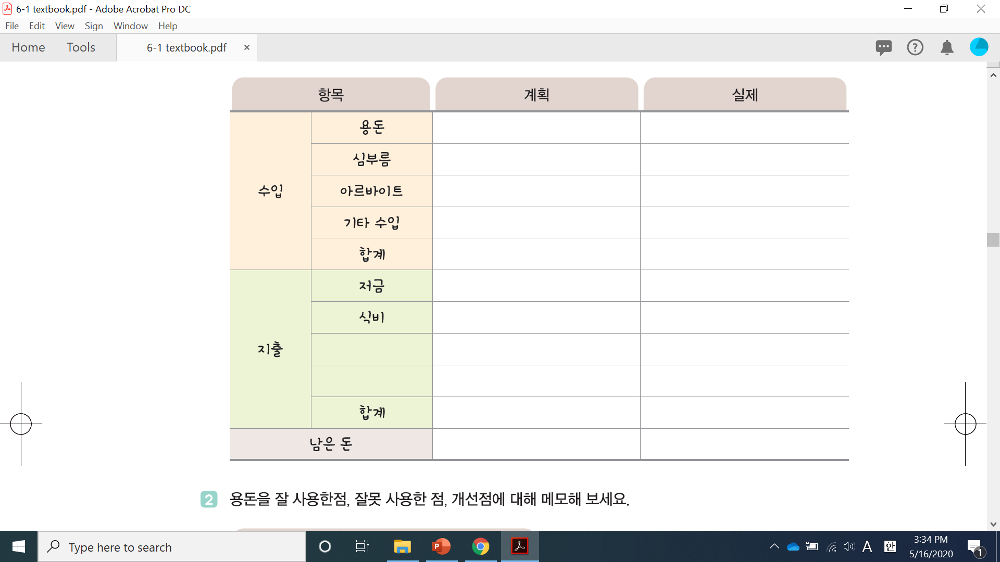 6-1 textbook.pdf - Adobe Acrobat Pro DC
File Edit View Sign Window Help
Home Tools 6-1 textbook.pdf ×
항목 계획 실제
용돈
심부름
수입 아르바이트
기타 수입
합계
저금
식비
지출
합계
남은 돈
2 용돈을 잘 사용한점, 잘못 사용한 점, 개선점에 대해 메모해 보세요.
Type here to search
P
A 한
3:34 PM
5/16/2020
1